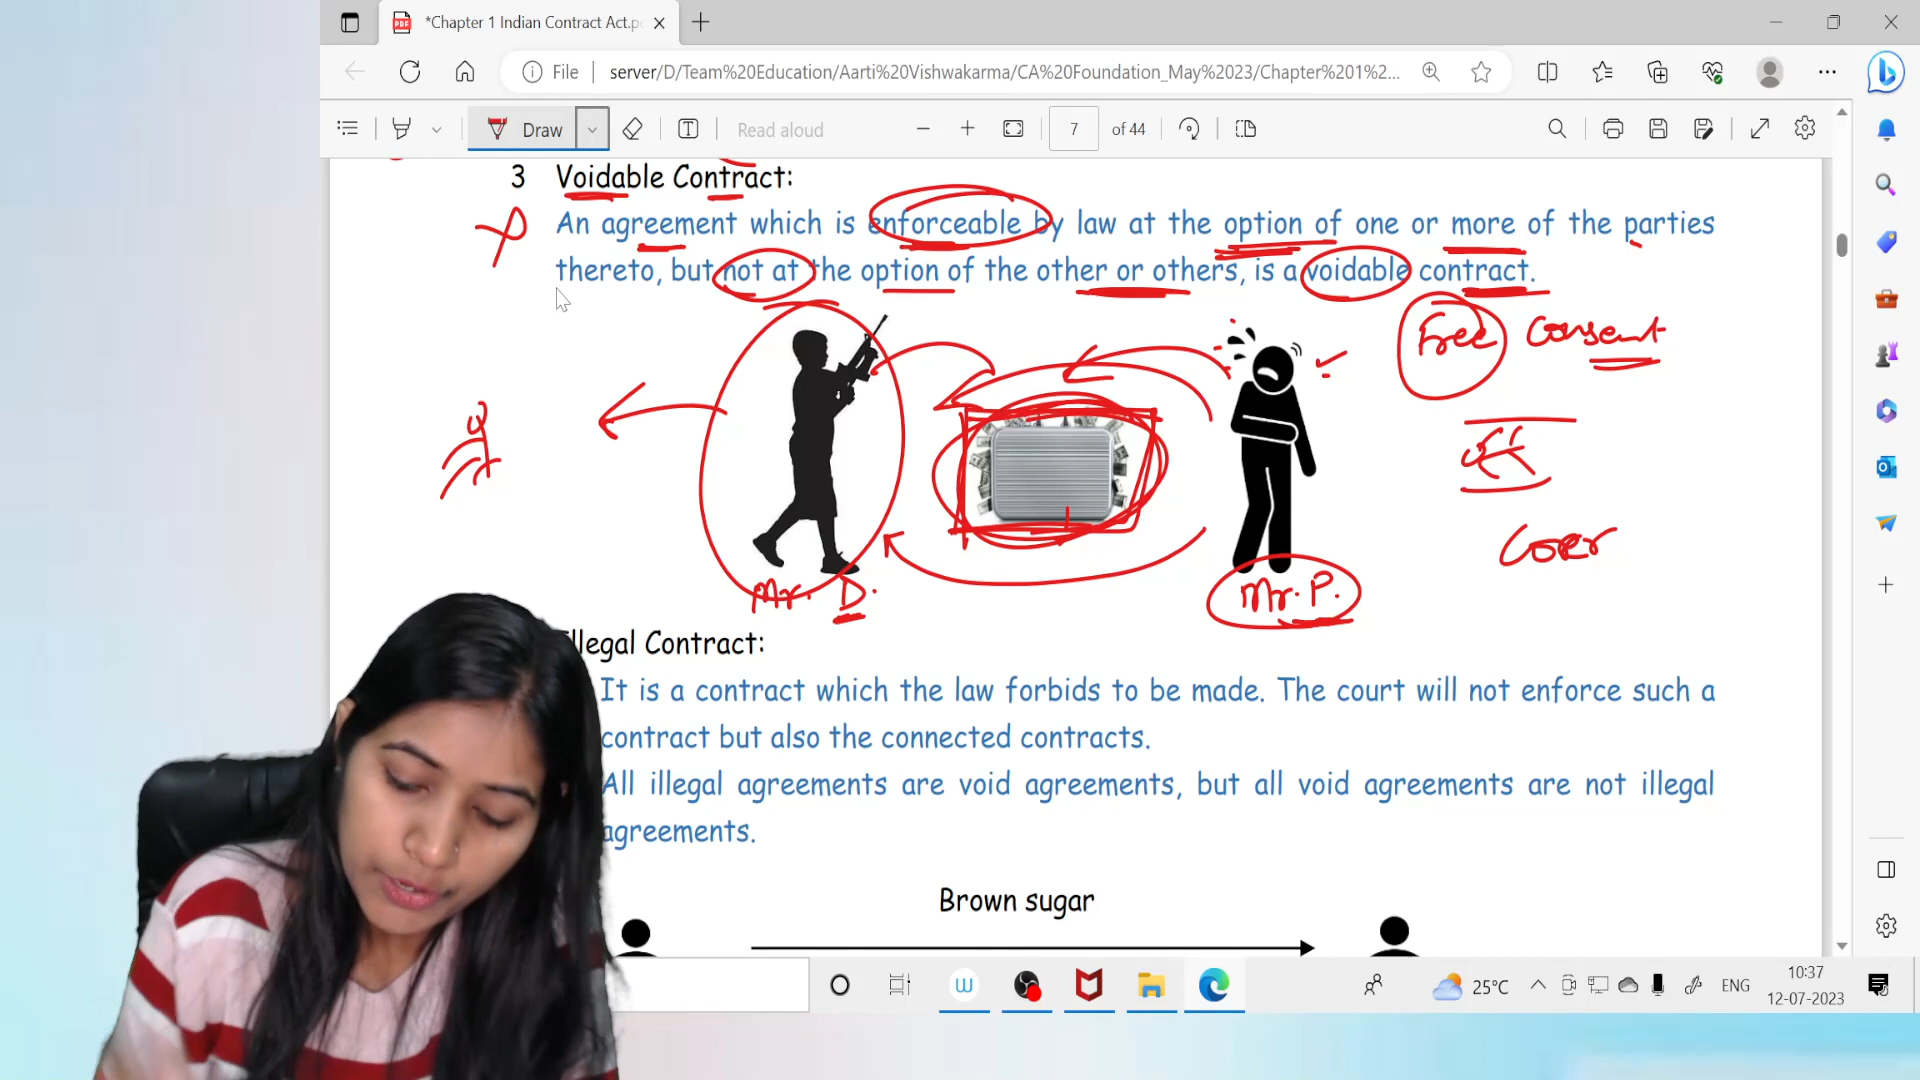 *Chapter 1 Indian Contract Act.p
File
server/D/Team%20Education/Aarti%20Vishwakarma/CA%20Foundation_May%2023/Chapter%201%2...
Draw
Read aloud
7 of 44
3 Voidable Contract:
An agreement which is enforceable by law at the option of one or more of the parties
thereto, but not at the option of the other or others, is a voidable contract.
Free Consent
Coer
Mr. D.
Mr. P.
Illegal Contract:
It is a contract which the law forbids to be made. The court will not enforce such a
contract but also the connected contracts.
All illegal agreements are void agreements, but all void agreements are not illegal
agreements.
Brown sugar
25°C
ENG
10:37
12-07-2023